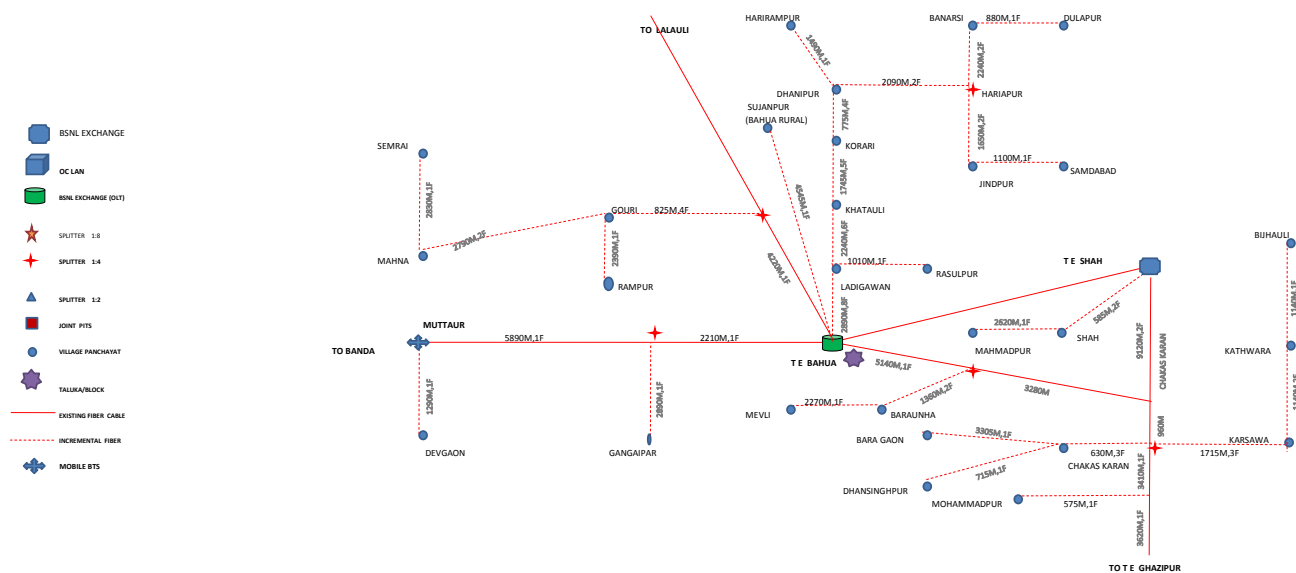 HARIRAMPUR
BANARSI
880M,1F
DULAPUR
TO LALAULI
1490M,1F
2240M,2F
2090M,2F
DHANIPUR
HARIAPUR
SUJANPUR
(BAHUA RURAL)
775M,4F
BSNL EXCHANGE
KORARI
1650M,2F
SEMRAI
1100M,1F
OC LAN
SAMDABAD
JINDPUR
1745M,5F
4545M,1F
2830M,1F
BSNL EXCHANGE (OLT)
GOURI
825M,4F
KHATAULI
SPLITTER 1:8
BIJHAULI
2790M,2F
2240M,6F
MAHNA
2390M,1F
4220M,1F
1010M,1F
SPLITTER 1:4
T E SHAH
RASULPUR
RAMPUR
LADIGAWAN
SPLITTER 1:2
2890M,8F
585M,2F
1140M,1F
JOINT PITS
MUTTAUR
2620M,1F
9120M,2F
5890M,1F
2210M,1F
TO BANDA
VILLAGE PANCHAYAT
MAHMADPUR
SHAH
KATHWARA
T E BAHUA
5140M,1F
CHAKAS KARAN
TALUKA/BLOCK
1290M,1F
2890M,1F
1360M,2F
3280M
2270M,1F
MEVLI
BARAUNHA
EXISTING FIBER CABLE
960M
3305M,1F
INCREMENTAL FIBER
BARA GAON
KARSAWA
DEVGAON
GANGAIPAR
630M,3F
1715M,3F
CHAKAS KARAN
MOBILE BTS
715M,1F
3410M,1F
DHANSINGHPUR
MOHAMMADPUR
575M,1F
3620M,1F
TO T E GHAZIPUR